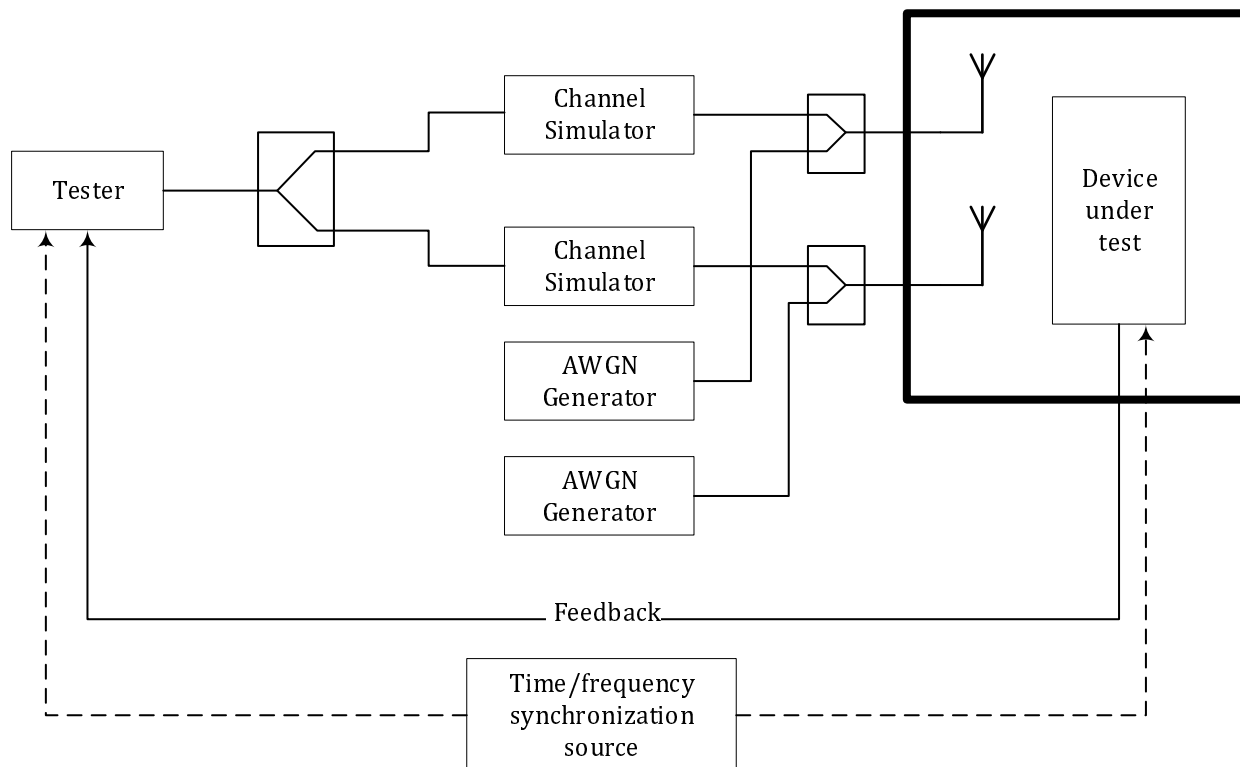 Channel
Simulator
Tester
Device
under
test
Channel
Simulator
AWGN
Generator
AWGN
Generator
Feedback
Time/frequency
synchronization
source